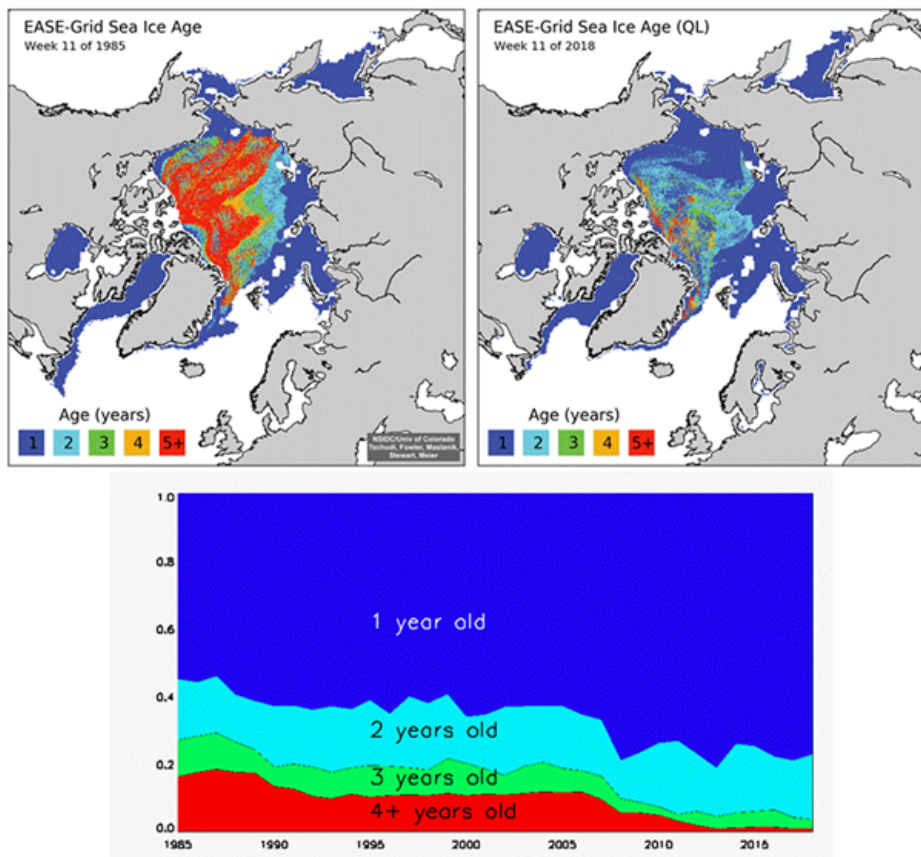 EASE-Grid Sea Ice Age
Week 11 of 1985
Age (years)
1 2 3 4 5+
NSIDC/Univ of Colorado
Tschudi, Fowler, Maslanik,
Stewart, Meier
EASE-Grid Sea Ice Age (QL)
Week 11 of 2018
Age (years)
1 2 3 4 5+
1.0
0.8
0.6
0.4
0.2
0.0
1 year old
2 years old
3 years old
4+ years old
1985 1990 1995 2000 2005 2010 2015